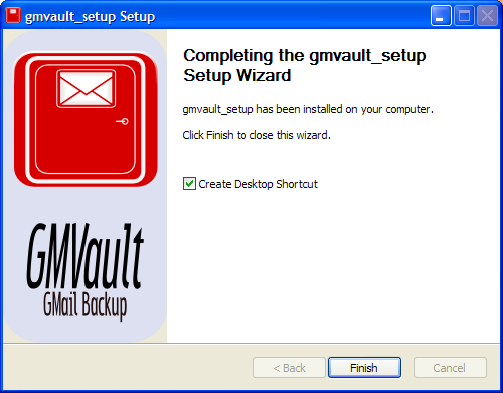 gmvault_setup Setup
Completing the gmvault_setup
Setup Wizard
gmvault_setup has been installed on your computer.
Click Finish to close this wizard.
Create Desktop Shortcut
GMVault
GMail Backup
< Back
Finish
Cancel